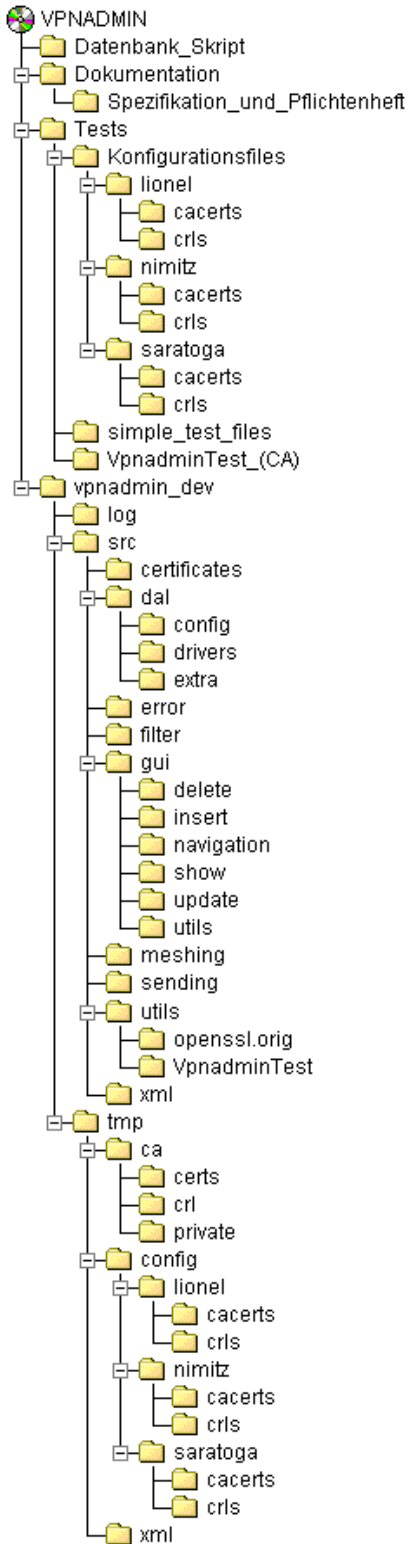 VPNADMIN
Datenbank_Skript
Dokumentation
Spezifikation_und_Pflichtenheft
Tests
Konfigurationsfiles
lionel
cacerts
crls
nimitz
cacerts
crls
saratoga
cacerts
crls
simple_test_files
VpnadminTest_(CA)
vpnadmin_dev
log
src
certificates
dal
config
drivers
extra
error
filter
gui
delete
insert
navigation
show
update
utils
meshing
sending
utils
openssl.orig
VpnadminTest
xml
tmp
ca
certs
crl
private
config
lionel
cacerts
crls
nimitz
cacerts
crls
saratoga
cacerts
crls
xml